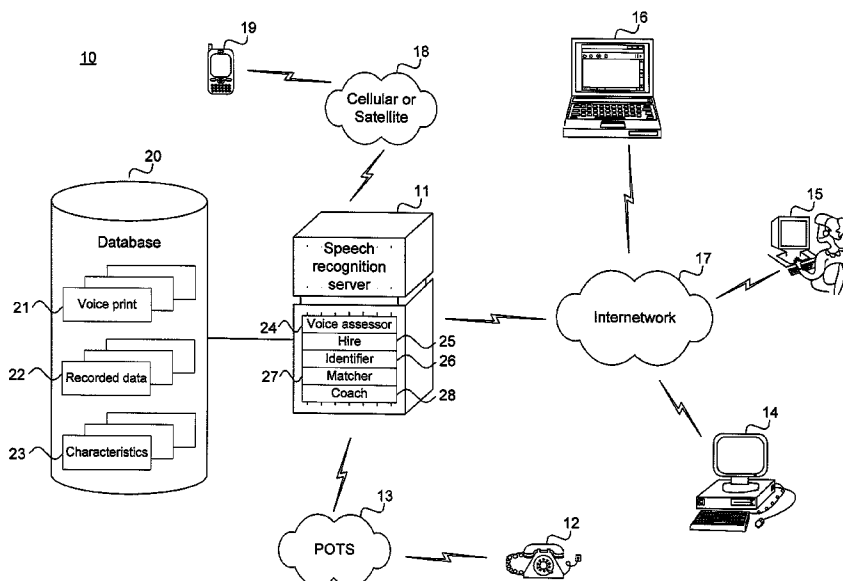 10
19
18
Cellular or
Satellite
16
20
Database
21
Voice print
22
Recorded data
23
Characteristics
11
Speech
recognition
server
24
Voice assessor
Hire
25
Identifier
26
27
Matcher
Coach
28
17
Internetwork
15
14
13
POTS
12